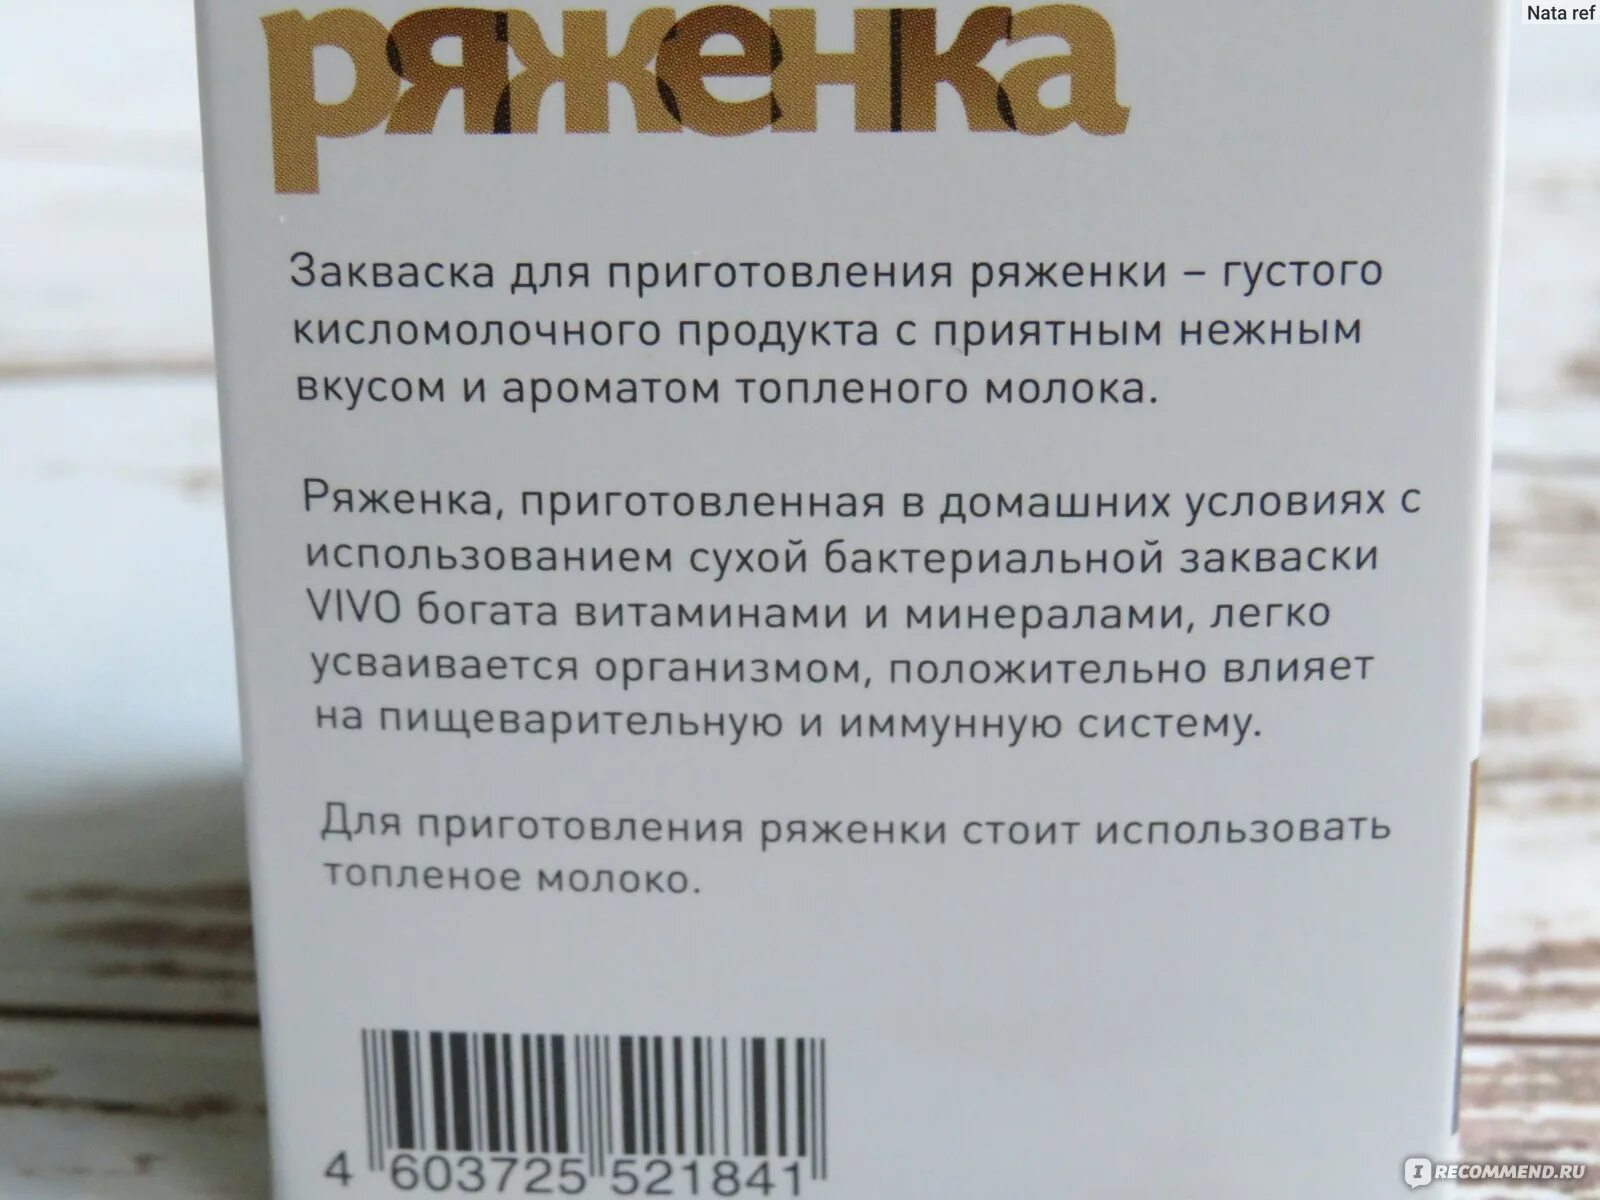 Nata ref
ряженка
Закваска для приготовления ряженки – густого
кисломолочного продукта с приятным нежным
вкусом и ароматом топленого молока.
Ряженка, приготовленная в домашних условиях с
использованием сухой бактериальной закваски
VIVO богата витаминами и минералами, легко
усваивается организмом, положительно влияет
на пищеварительную и иммунную систему.
Для приготовления ряженки стоит использовать
топленое молоко.
4 603725 521841
IRECOMMEND.RU